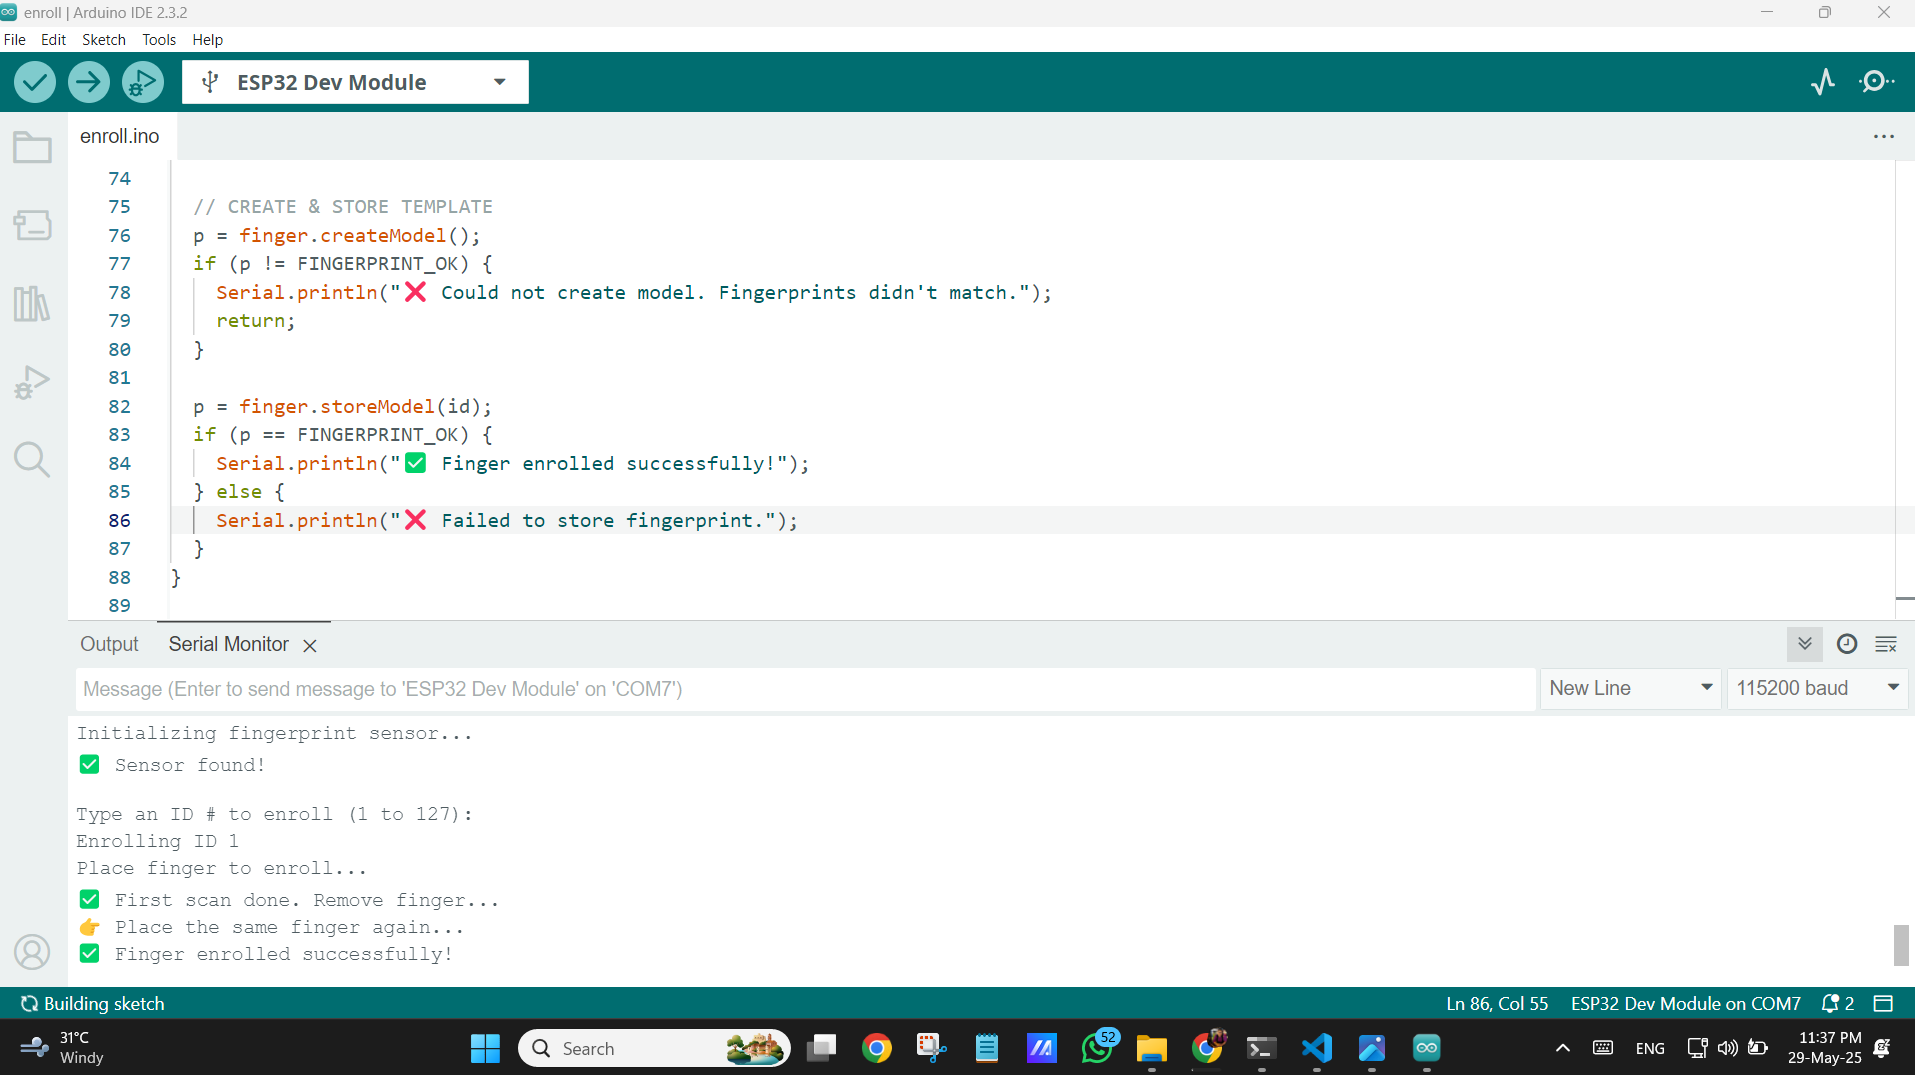 enroll | Arduino IDE 2.3.2
File Edit Sketch Tools Help
ESP32 Dev Module
enroll.ino
74
75 // CREATE & STORE TEMPLATE
76 p = finger.createModel();
77 if (p != FINGERPRINT_OK) {
78 Serial.println("❌ Could not create model. Fingerprints didn't match.");
79 return;
80 }
81
82 p = finger.storeModel(id);
83 if (p == FINGERPRINT_OK) {
84 Serial.println("✅ Finger enrolled successfully!");
85 } else {
86 Serial.println("❌ Failed to store fingerprint.");
87 }
88 }
89
Output Serial Monitor
Message (Enter to send message to 'ESP32 Dev Module' on 'COM7') New Line 115200 baud
Initializing fingerprint sensor...
✅ Sensor found!
Type an ID # to enroll (1 to 127):
Enrolling ID 1
Place finger to enroll...
✅ First scan done. Remove finger...
👉 Place the same finger again...
✅ Finger enrolled successfully!
Building sketch Ln 86, Col 55 ESP32 Dev Module on COM7 2
31°C
Windy
Search
52
ENG
11:37 PM
29-May-25